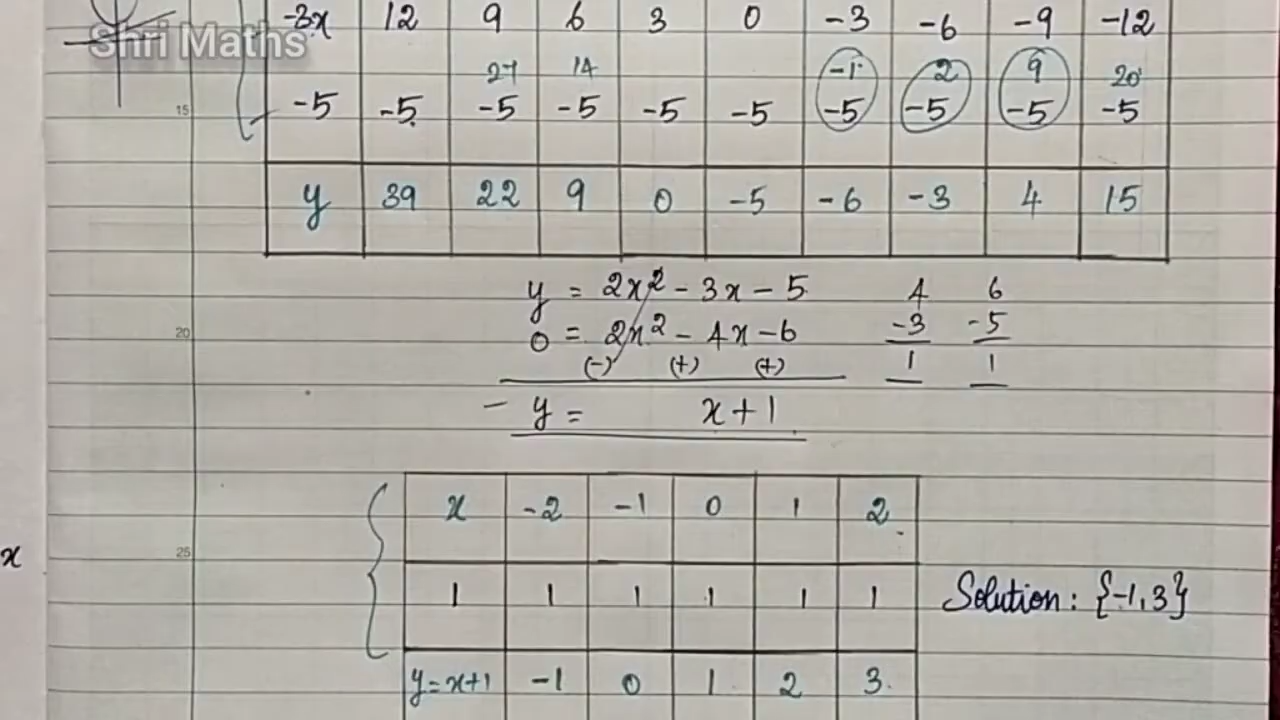 -3x 12 9 6 3 0 -3 -6 -9 -12
Shri Maths
27 14 -1 2 9 20
15
-5 -5 -5 -5 -5 -5 -5 -5 -5 -5
y 39 22 9 0 -5 -6 -3 4 15
y = 2x² - 3x - 5 4 6
20
0 = 2x² - 4x - 6 -3 -5
(-) (+) (+) 1 1
- y = x + 1
x -2 -1 0 1 2
25
x
1 1 1 1 1 1 Solution : {-1, 3}
y = x+1 -1 0 1 2 3